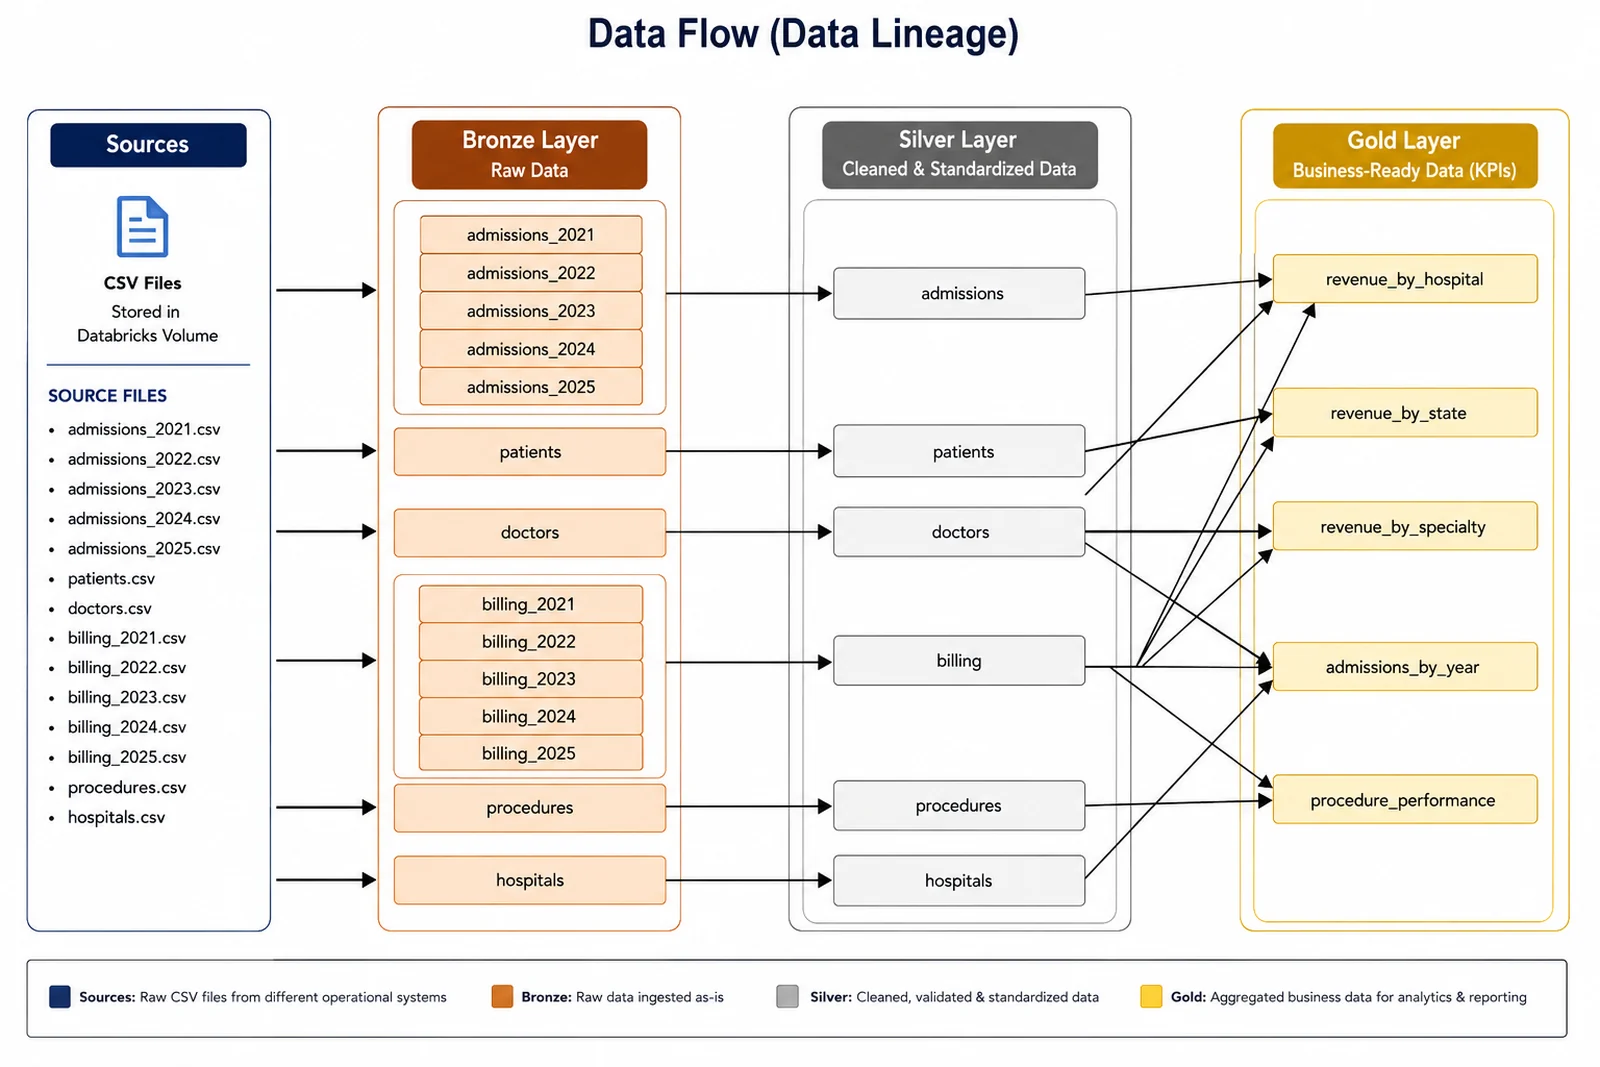 Data Flow (Data Lineage)
Sources
CSV Files
Stored in
Databricks Volume
SOURCE FILES
• admissions_2021.csv
• admissions_2022.csv
• admissions_2023.csv
• admissions_2024.csv
• admissions_2025.csv
• patients.csv
• doctors.csv
• billing_2021.csv
• billing_2022.csv
• billing_2023.csv
• billing_2024.csv
• billing_2025.csv
• procedures.csv
• hospitals.csv
Bronze Layer
Raw Data
admissions_2021
admissions_2022
admissions_2023
admissions_2024
admissions_2025
patients
doctors
billing_2021
billing_2022
billing_2023
billing_2024
billing_2025
procedures
hospitals
Silver Layer
Cleaned & Standardized Data
admissions
patients
doctors
billing
procedures
hospitals
Gold Layer
Business-Ready Data (KPIs)
revenue_by_hospital
revenue_by_state
revenue_by_specialty
admissions_by_year
procedure_performance
Sources: Raw CSV files from different operational systems
Bronze: Raw data ingested as-is
Silver: Cleaned, validated & standardized data
Gold: Aggregated business data for analytics & reporting